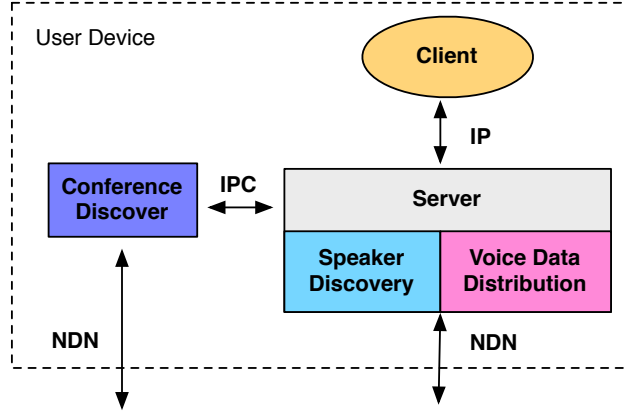 User Device
Client
IP
Conference
Discover
IPC
Server
Speaker
Discovery
Voice Data
Distribution
NDN
NDN